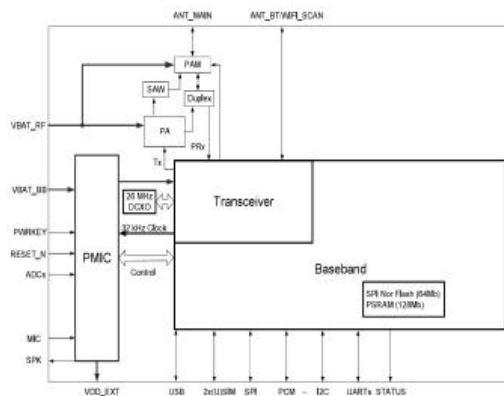 ANT_MAIN
ANT_BT/WIFI_SCAN
PAM
SAW
Duplex
VBAT_RF
PA
PRx
Tx
VBAT_BB
26 MHz
DCXO
Transceiver
32 kHz Clock
PWRKEY
RESET_N
PMIC
ADCs
Control
Baseband
SPI Nor Flash (64Mb)
PSRAM (128Mb)
MIC
SPK
VDD_EXT
USB
2x(U)SIM
SPI
PCM
-
I2C
UARTs
STATUS